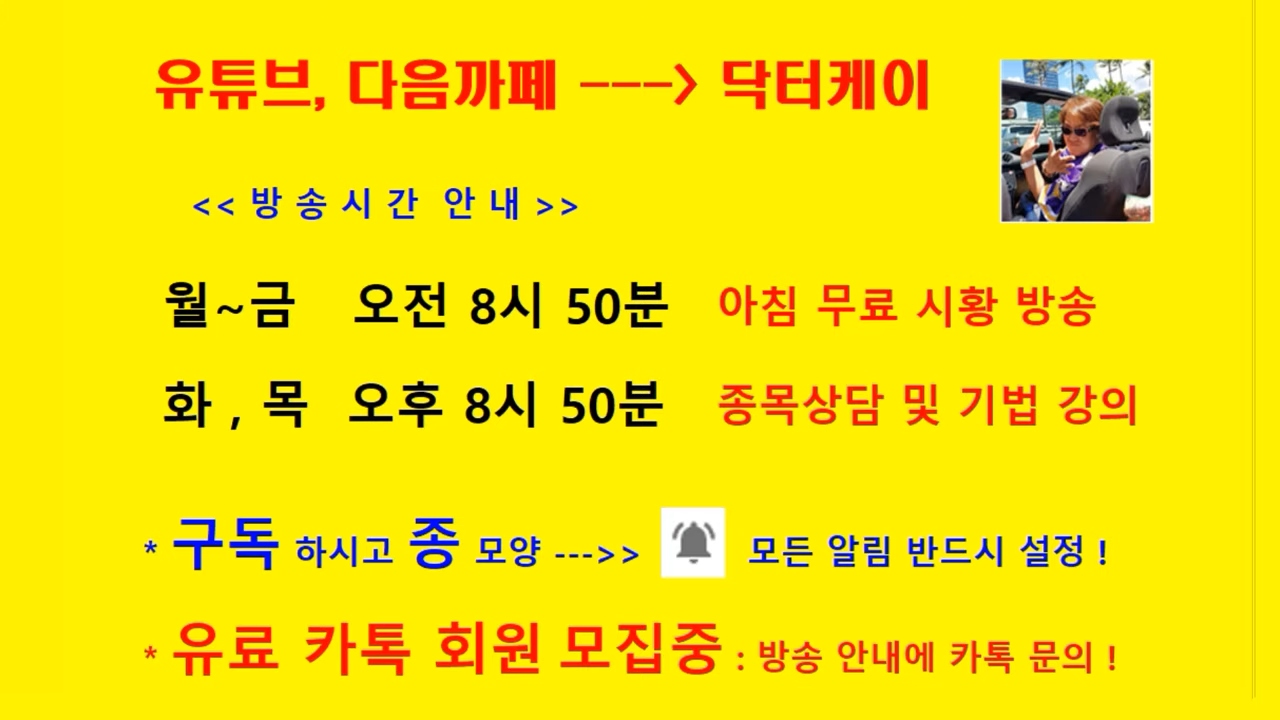 유튜브, 다음까페 ---> 닥터케이
<< 방 송 시 간 안 내 >>
월~금 오전 8시 50분 아침 무료 시황 방송
화 , 목 오후 8시 50분 종목상담 및 기법 강의
* 구독 하시고 종 모양 --->> 모든 알림 반드시 설정 !
* 유료 카톡 회원 모집중 : 방송 안내에 카톡 문의 !